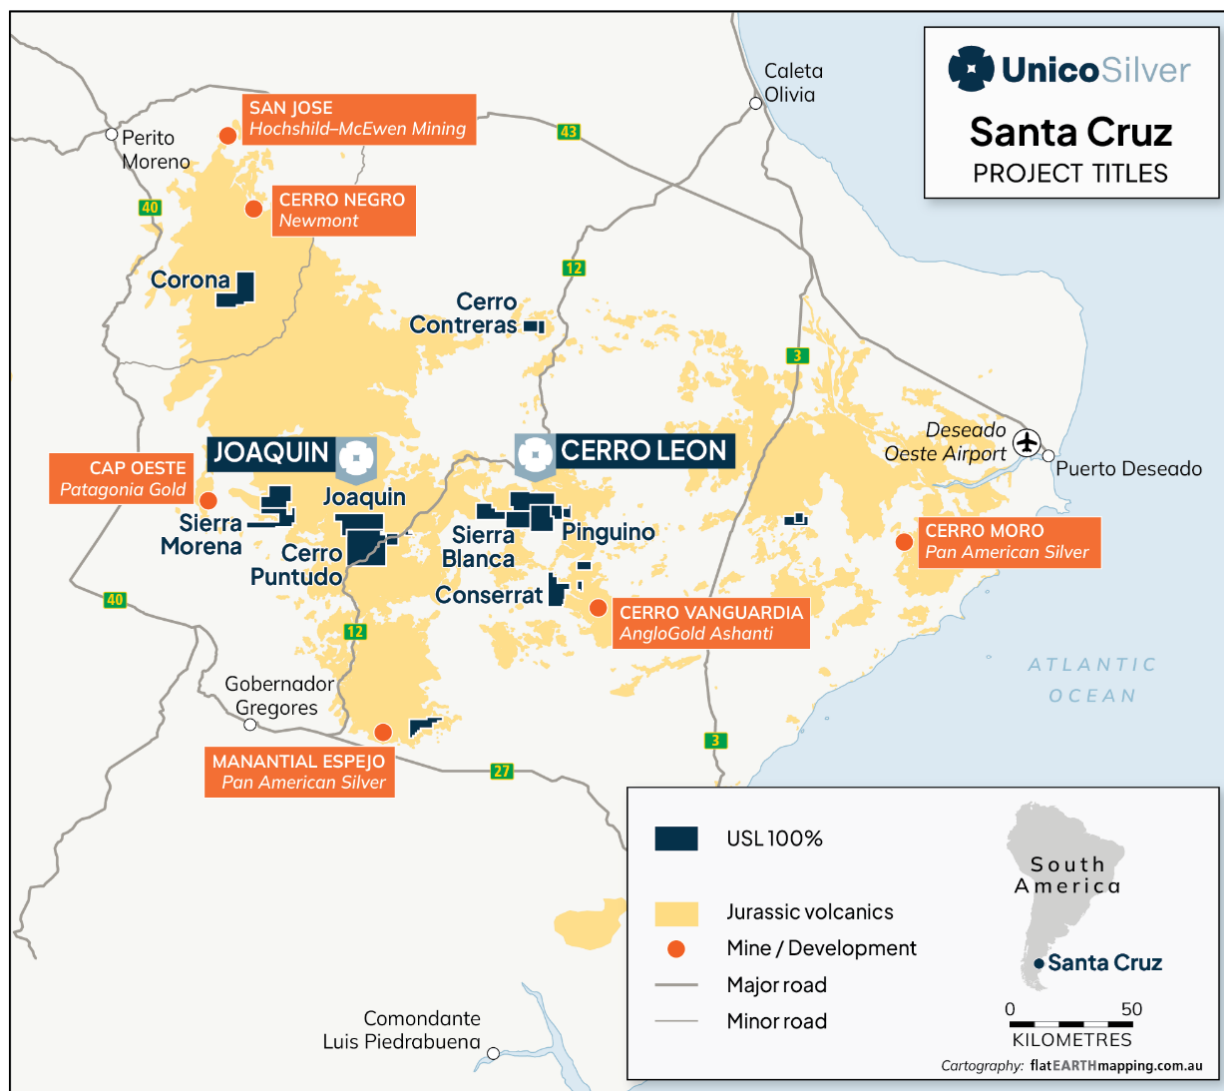 UnicoSilver
Santa Cruz
PROJECT TITLES
Caleta
Olivia
SAN JOSE
Hochshild–McEwen Mining
Perito
Moreno
43
CERRO NEGRO
Newmont
40
12
Corona
Cerro
Contreras
3
Deseado
Oeste Airport
Puerto Deseado
JOAQUIN
CERRO LEON
CAP OESTE
Patagonia Gold
Joaquin
Sierra
Morena
Cerro
Puntudo
Sierra
Blanca
Pinguino
CERRO MORO
Pan American Silver
Conserrat
CERRO VANGUARDIA
AngloGold Ashanti
40
12
ATLANTIC
OCEAN
Gobernador
Gregores
3
MANANTIAL ESPEJO
Pan American Silver
27
USL 100%
Jurassic volcanics
Mine / Development
Major road
Minor road
South
America
Santa Cruz
0 50
KILOMETRES
Cartography: flatEARTHmapping.com.au
Comondante
Luis Piedrabuena